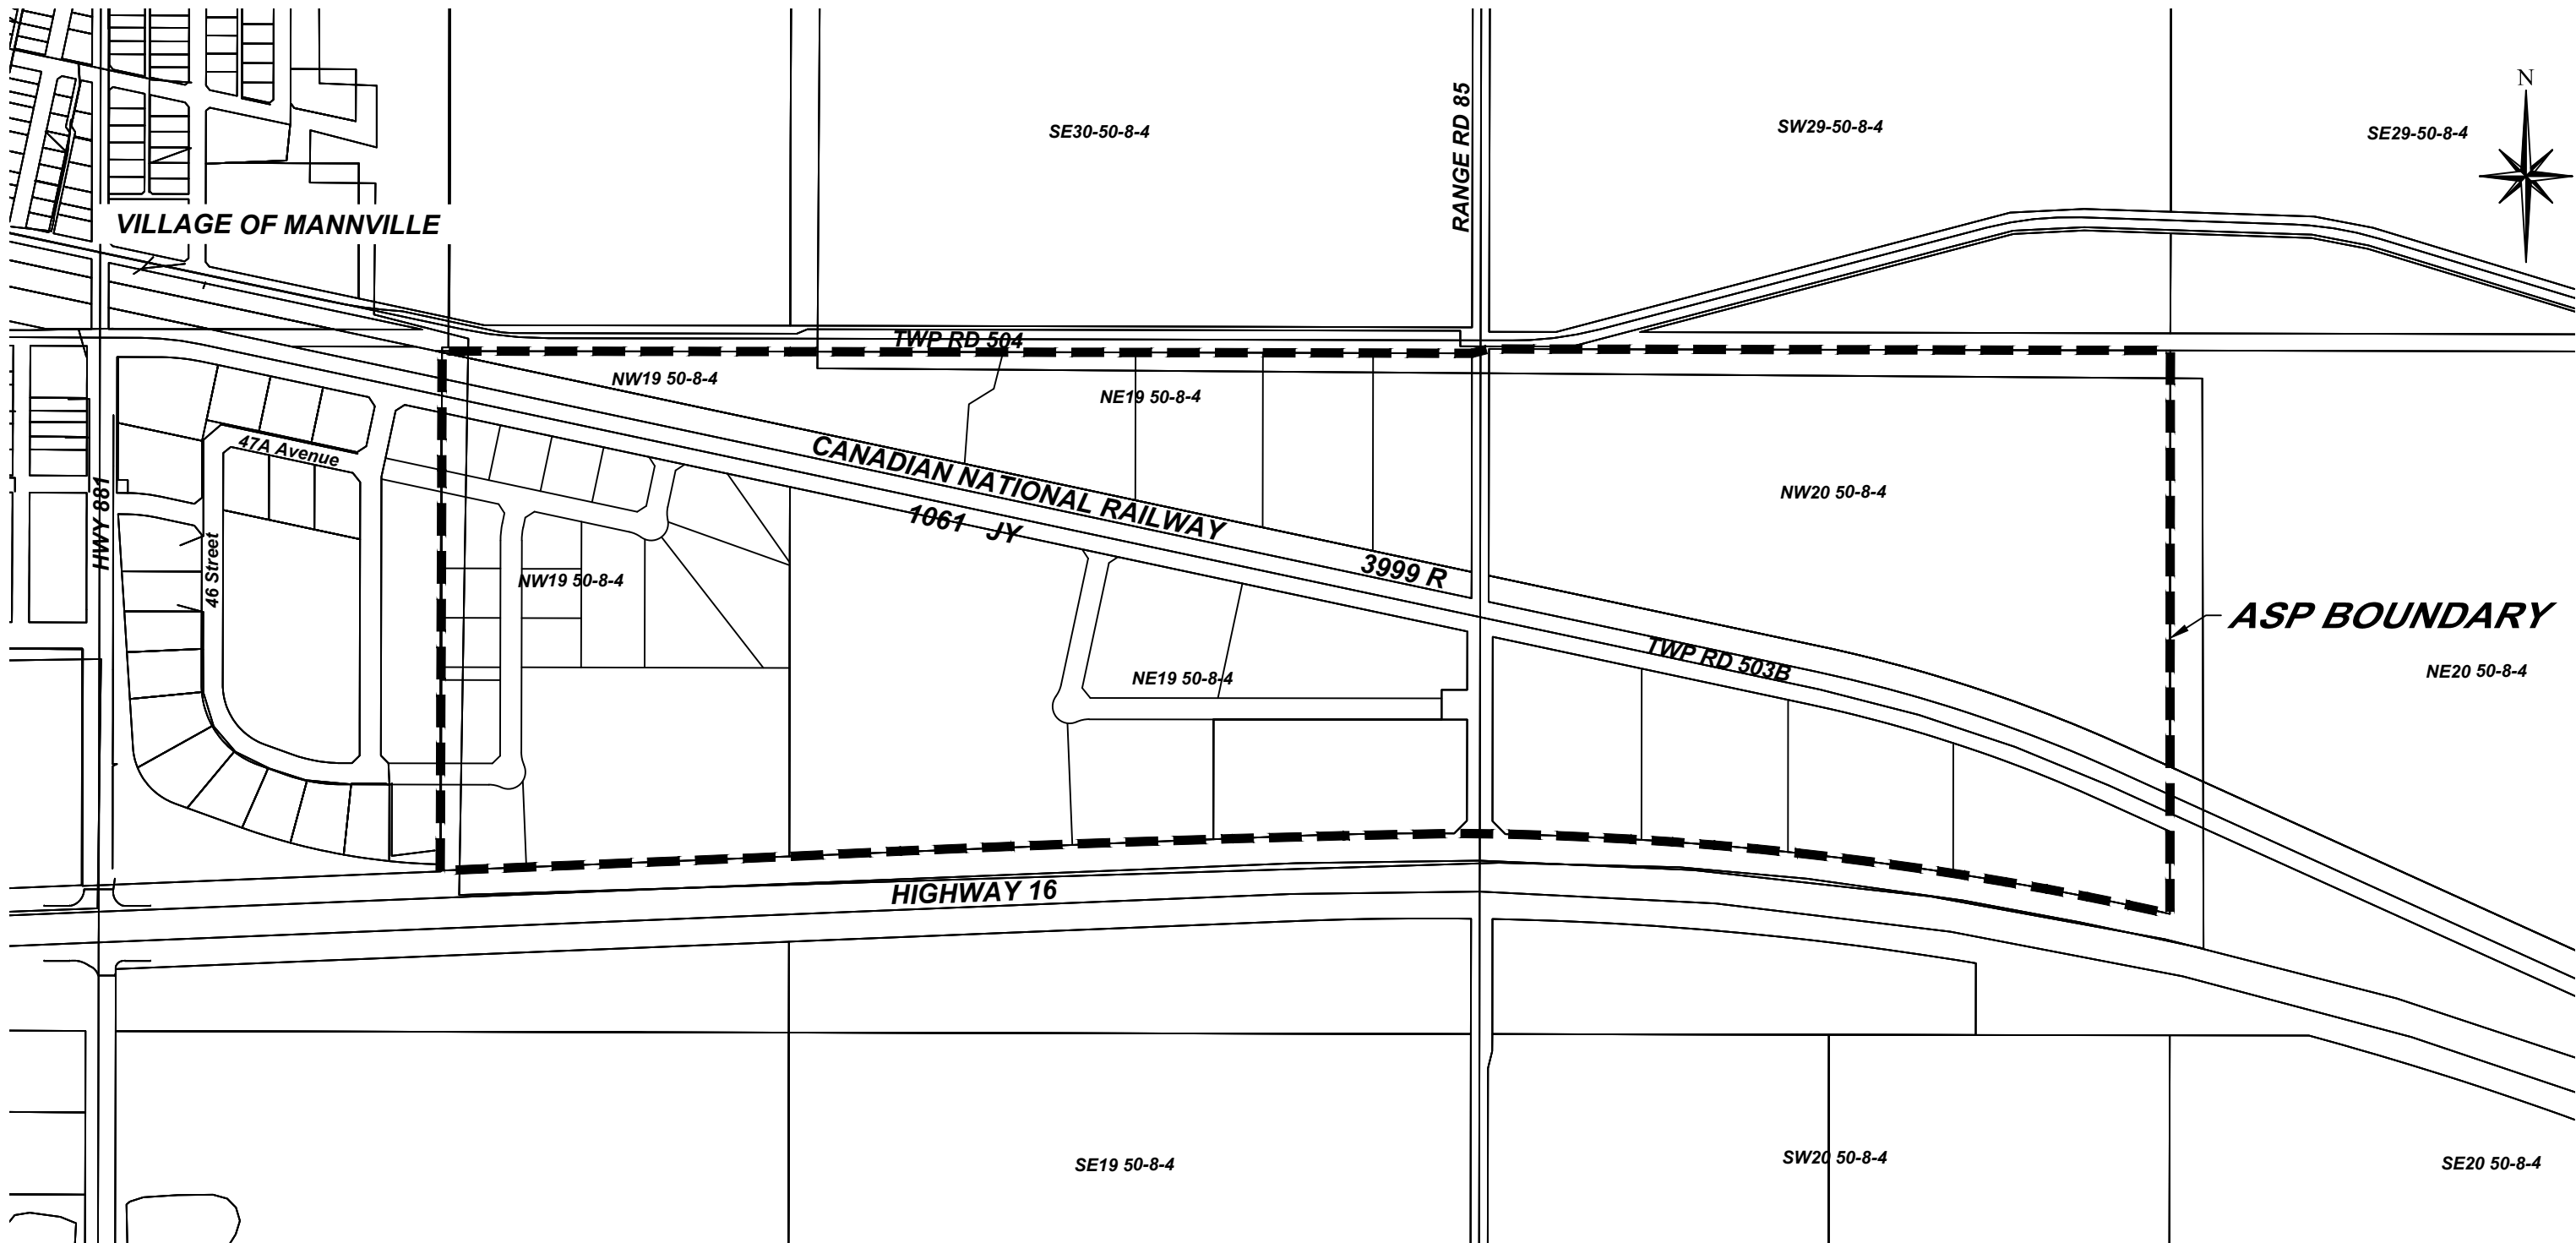 N
RANGE RD 85
SE30-50-8-4
SW29-50-8-4
SE29-50-8-4
VILLAGE OF MANNVILLE
TWP RD 504
NW19 50-8-4
NE19 50-8-4
47A Avenue
CANADIAN NATIONAL RAILWAY
NW20 50-8-4
HWY 881
1061 JY
3999 R
46 Street
NW19 50-8-4
ASP BOUNDARY
TWP RD 503B
NE19 50-8-4
NE20 50-8-4
HIGHWAY 16
SE19 50-8-4
SW20 50-8-4
SE20 50-8-4